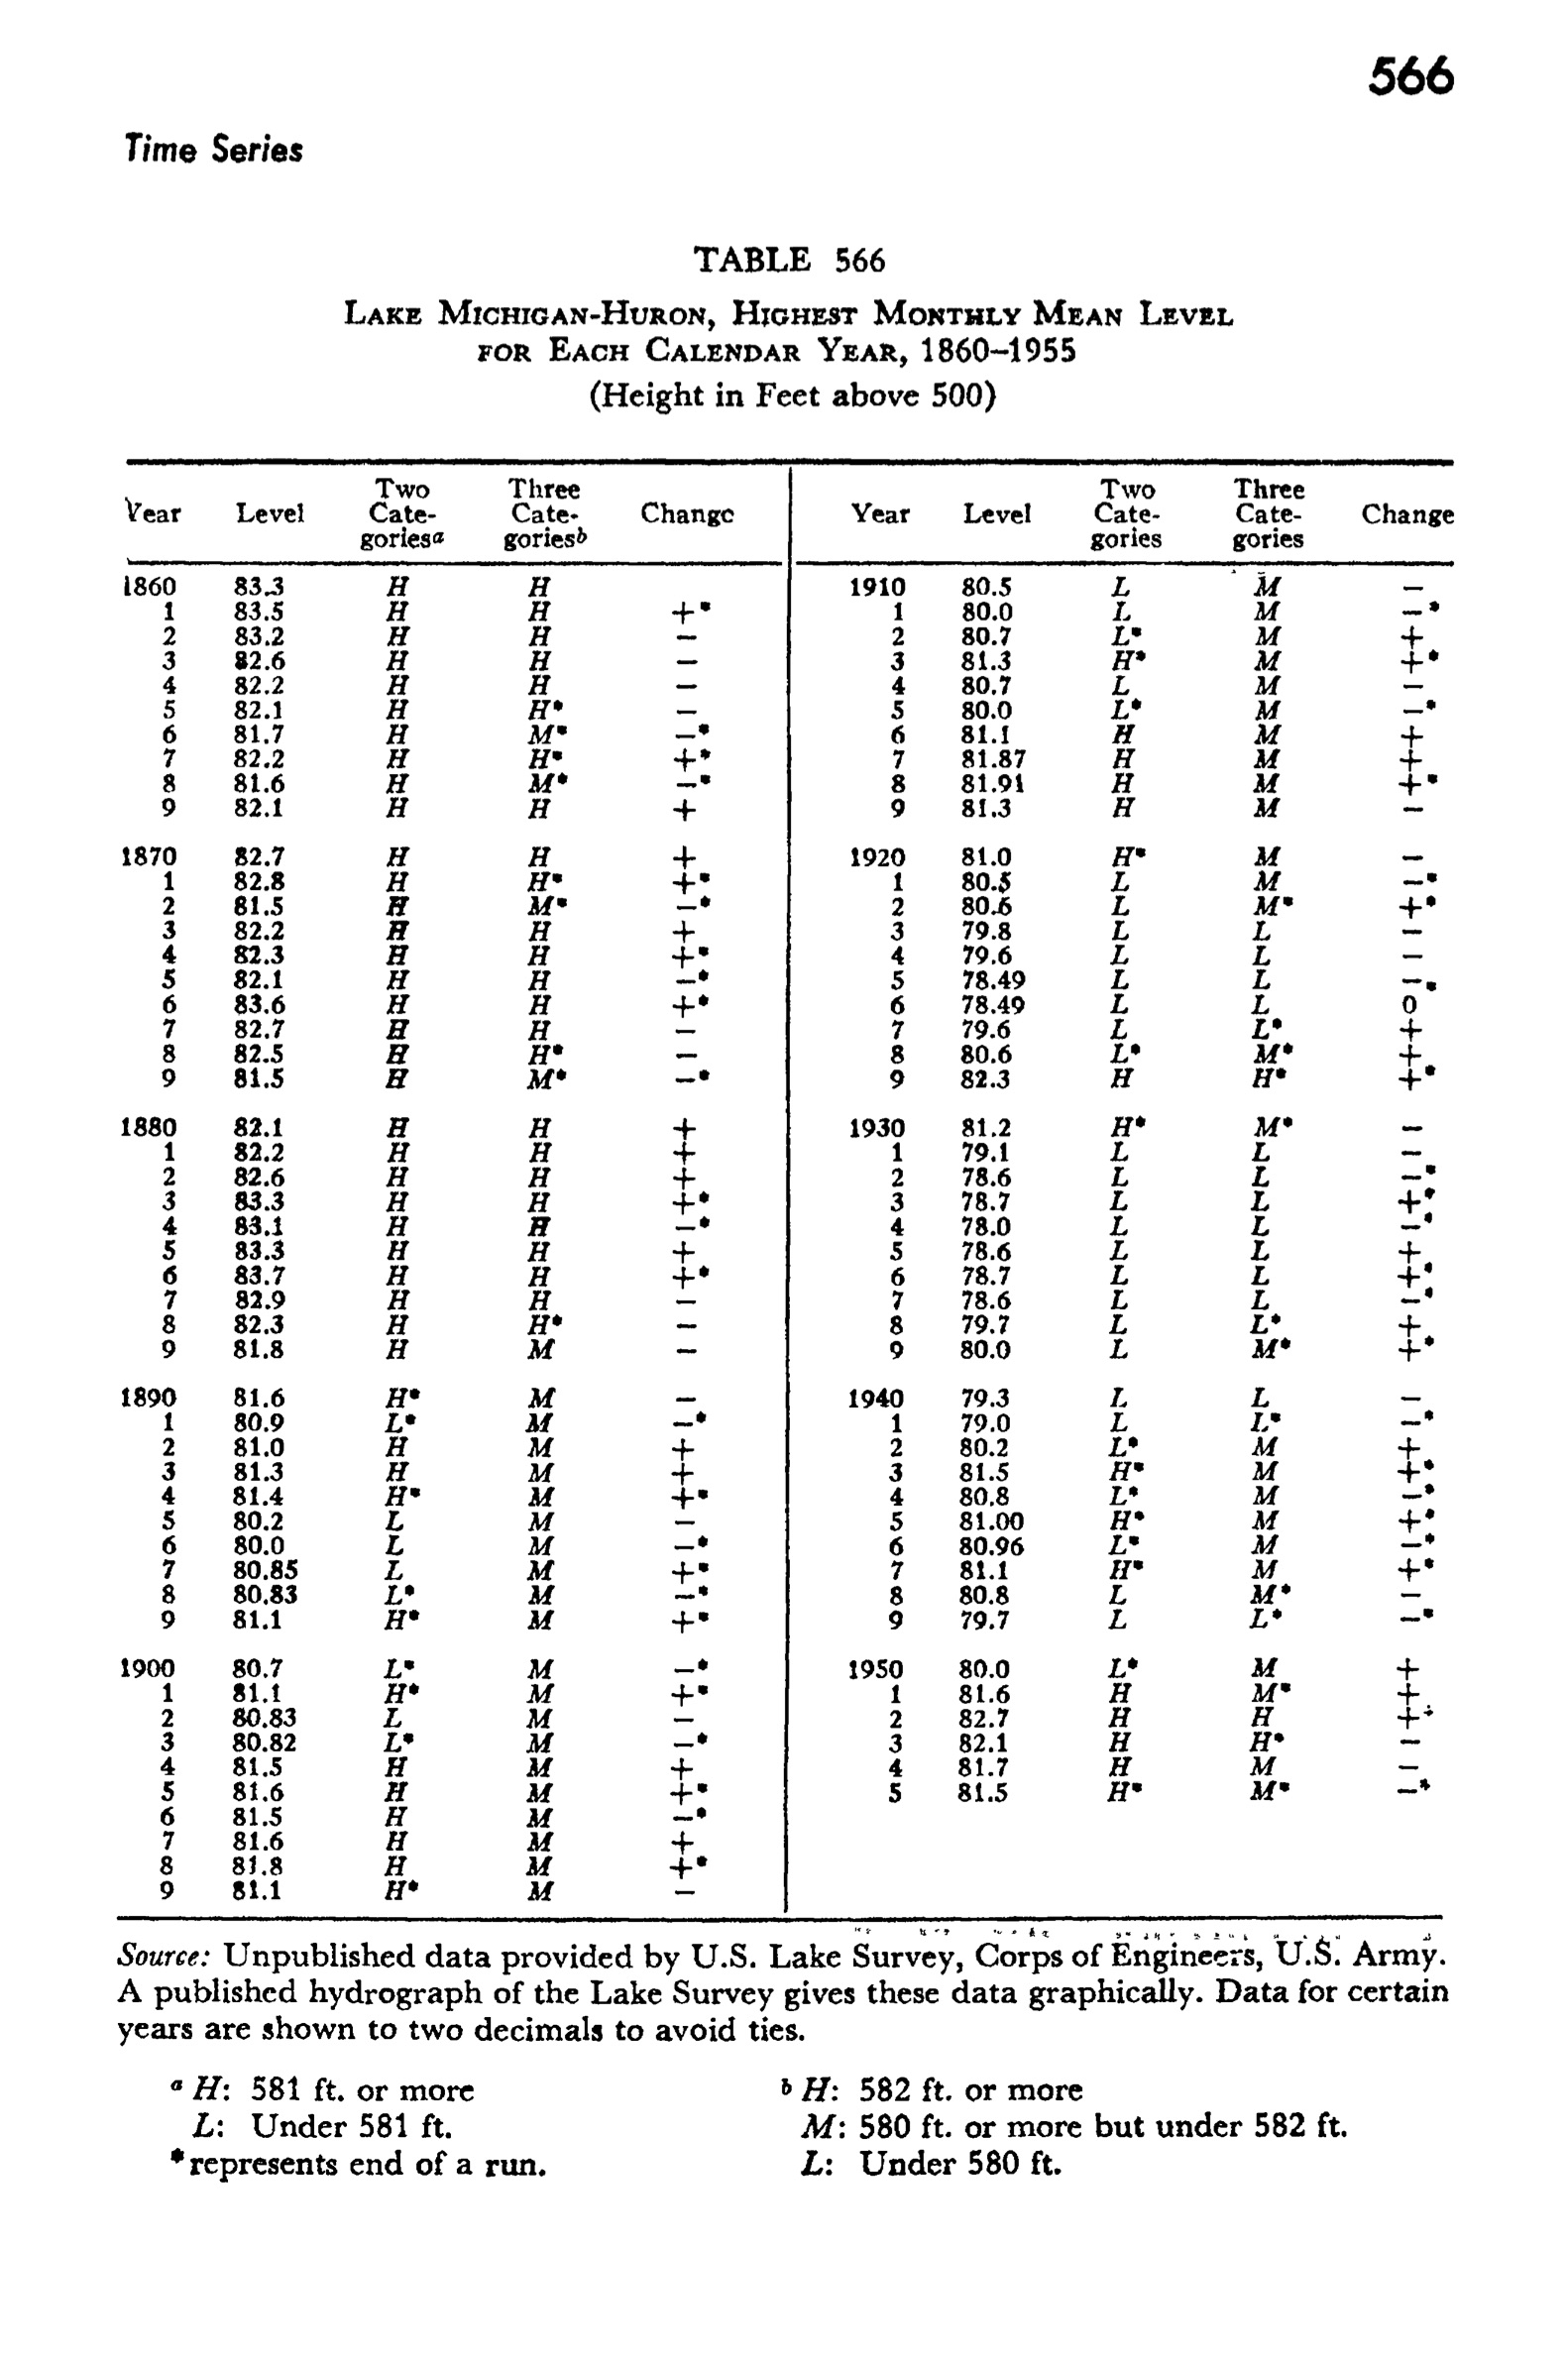 566
Time Series
TABLE 566
LAKE MICHIGAN-HURON, HIGHEST MONTHLY MEAN LEVEL
FOR EACH CALENDAR YEAR, 1860–1955
(Height in Feet above 500)
Year Level Two Cate-gories^a Three Cate-gories^b Change Year Level Two Cate-gories Three Cate-gories Change
1860 83.3 H H 1910 80.5 L M −
1 83.5 H H +* 1 80.0 L M −*
2 83.2 H H − 2 80.7 L* M +
3 82.6 H H − 3 81.3 H* M +*
4 82.2 H H − 4 80.7 L M −
5 82.1 H H* − 5 80.0 L* M −*
6 81.7 H M* −* 6 81.1 H M +
7 82.2 H H* +* 7 81.87 H M +
8 81.6 H M* −* 8 81.91 H M +*
9 82.1 H H + 9 81.3 H M −
1870 82.7 H H + 1920 81.0 H* M −
1 82.8 H H* +* 1 80.5 L M −*
2 81.5 H M* −* 2 80.6 L M* +*
3 82.2 H H + 3 79.8 L L −
4 82.3 H H +* 4 79.6 L L −
5 82.1 H H −* 5 78.49 L L −*
6 83.6 H H +* 6 78.49 L L 0
7 82.7 H H − 7 79.6 L L* +
8 82.5 H H* − 8 80.6 L* M* +
9 81.5 H M* −* 9 82.3 H H* +*
1880 82.1 H H + 1930 81.2 H* M* −
1 82.2 H H + 1 79.1 L L −
2 82.6 H H + 2 78.6 L L −*
3 83.3 H H +* 3 78.7 L L +*
4 83.1 H H −* 4 78.0 L L −*
5 83.3 H H + 5 78.6 L L +
6 83.7 H H +* 6 78.7 L L +*
7 82.9 H H − 7 78.6 L L −*
8 82.3 H H* − 8 79.7 L L* +
9 81.8 H M − 9 80.0 L M* +*
1890 81.6 H* M − 1940 79.3 L L −
1 80.9 L* M −* 1 79.0 L L* −*
2 81.0 H M + 2 80.2 L* M +
3 81.3 H M + 3 81.5 H* M +*
4 81.4 H* M +* 4 80.8 L* M −*
5 80.2 L M − 5 81.00 H* M +*
6 80.0 L M −* 6 80.96 L* M −*
7 80.85 L M +* 7 81.1 H* M +*
8 80.83 L* M −* 8 80.8 L M* −
9 81.1 H* M +* 9 79.7 L L* −*
1900 80.7 L* M −* 1950 80.0 L* M +
1 81.1 H* M +* 1 81.6 H M* +
2 80.83 L M − 2 82.7 H H +*
3 80.82 L* M −* 3 82.1 H H* −
4 81.5 H M + 4 81.7 H M −
5 81.6 H M +* 5 81.5 H* M* −*
6 81.5 H M −*
7 81.6 H M +
8 81.8 H M +*
9 81.1 H* M −
Source: Unpublished data provided by U.S. Lake Survey, Corps of Engineers, U.S. Army.
A published hydrograph of the Lake Survey gives these data graphically. Data for certain
years are shown to two decimals to avoid ties.
^a H: 581 ft. or more ^b H: 582 ft. or more
L: Under 581 ft. M: 580 ft. or more but under 582 ft.
*represents end of a run. L: Under 580 ft.